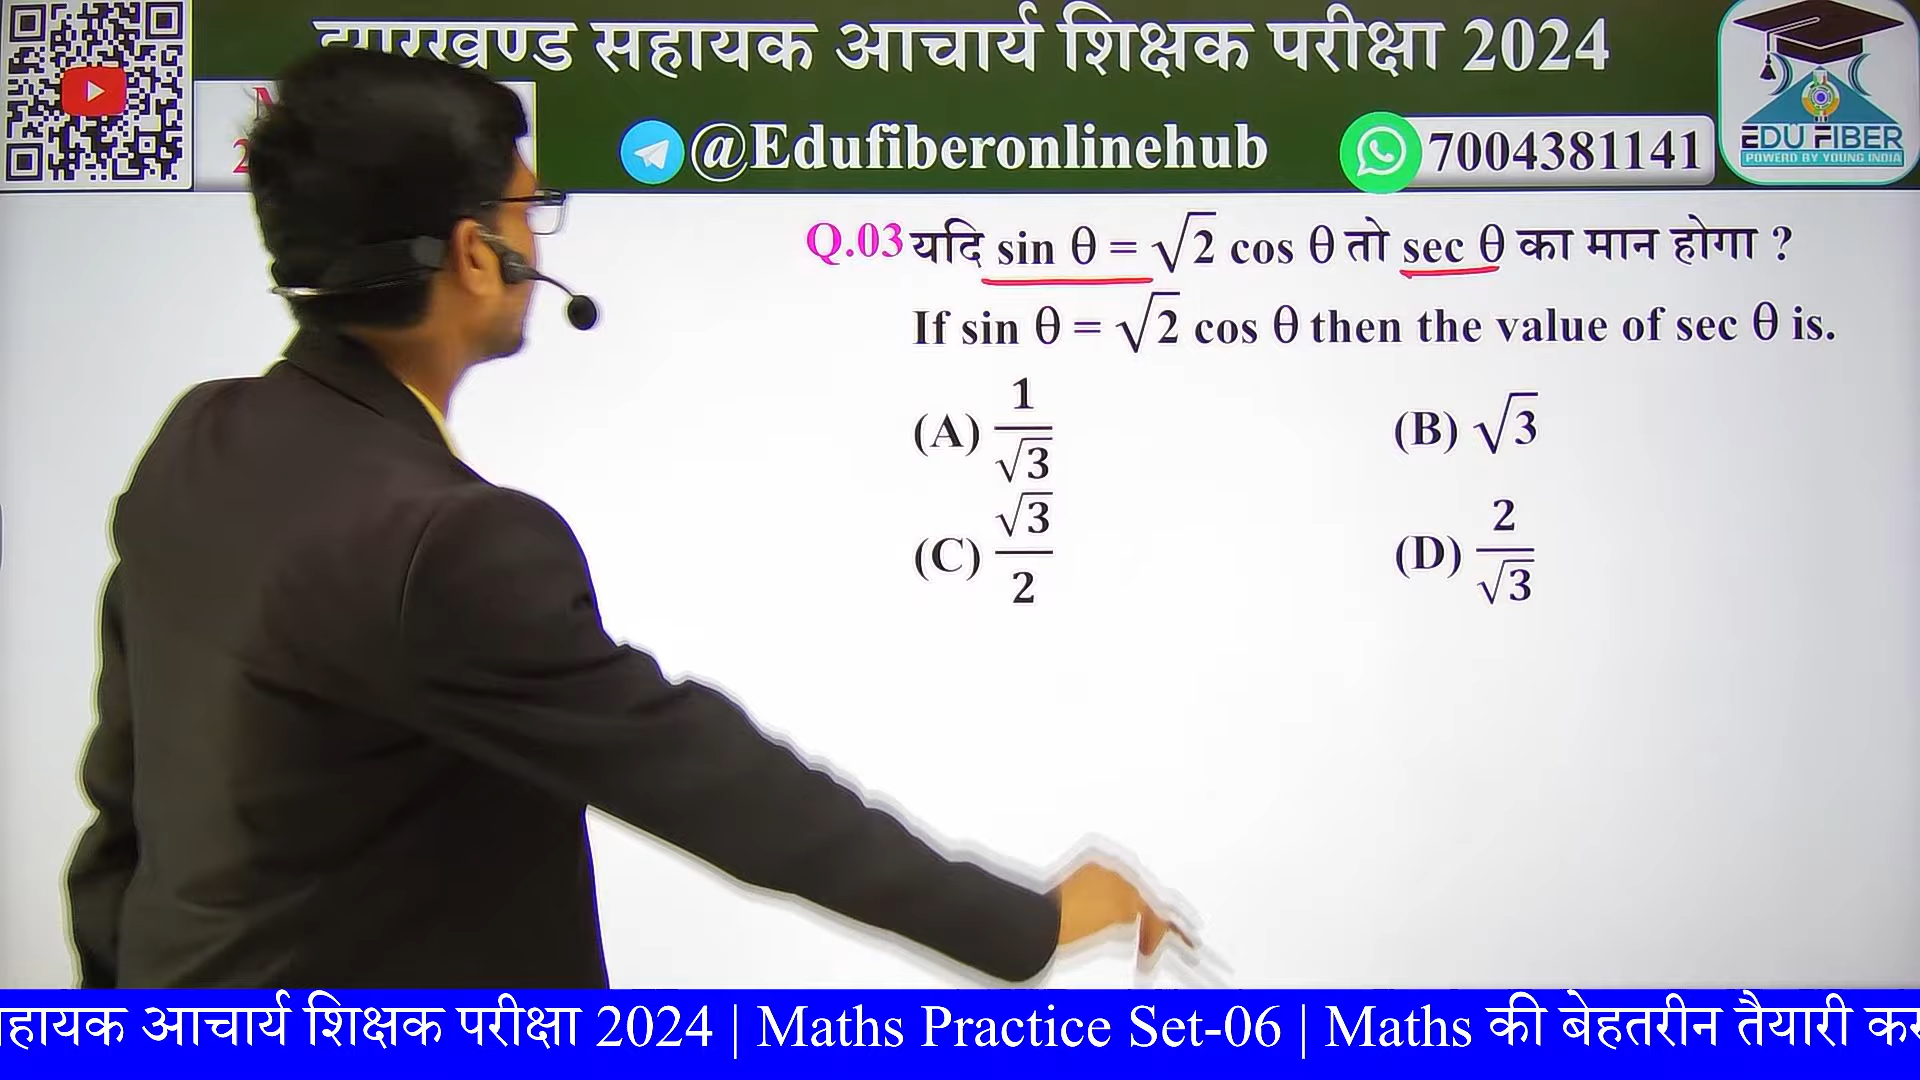 झारखण्ड सहायक आचार्य शिक्षक परीक्षा 2024
@Edufiberonlinehub
7004381141
EDU FIBER
POWERD BY YOUNG INDIA
Q.03 यदि sin θ = √2 cos θ तो sec θ का मान होगा ?
If sin θ = √2 cos θ then the value of sec θ is.
(A) 1/√3
(B) √3
(C) √3/2
(D) 2/√3
आचार्य शिक्षक परीक्षा 2024 | Maths Practice Set-06 | Maths की बेहतरीन तैयारी